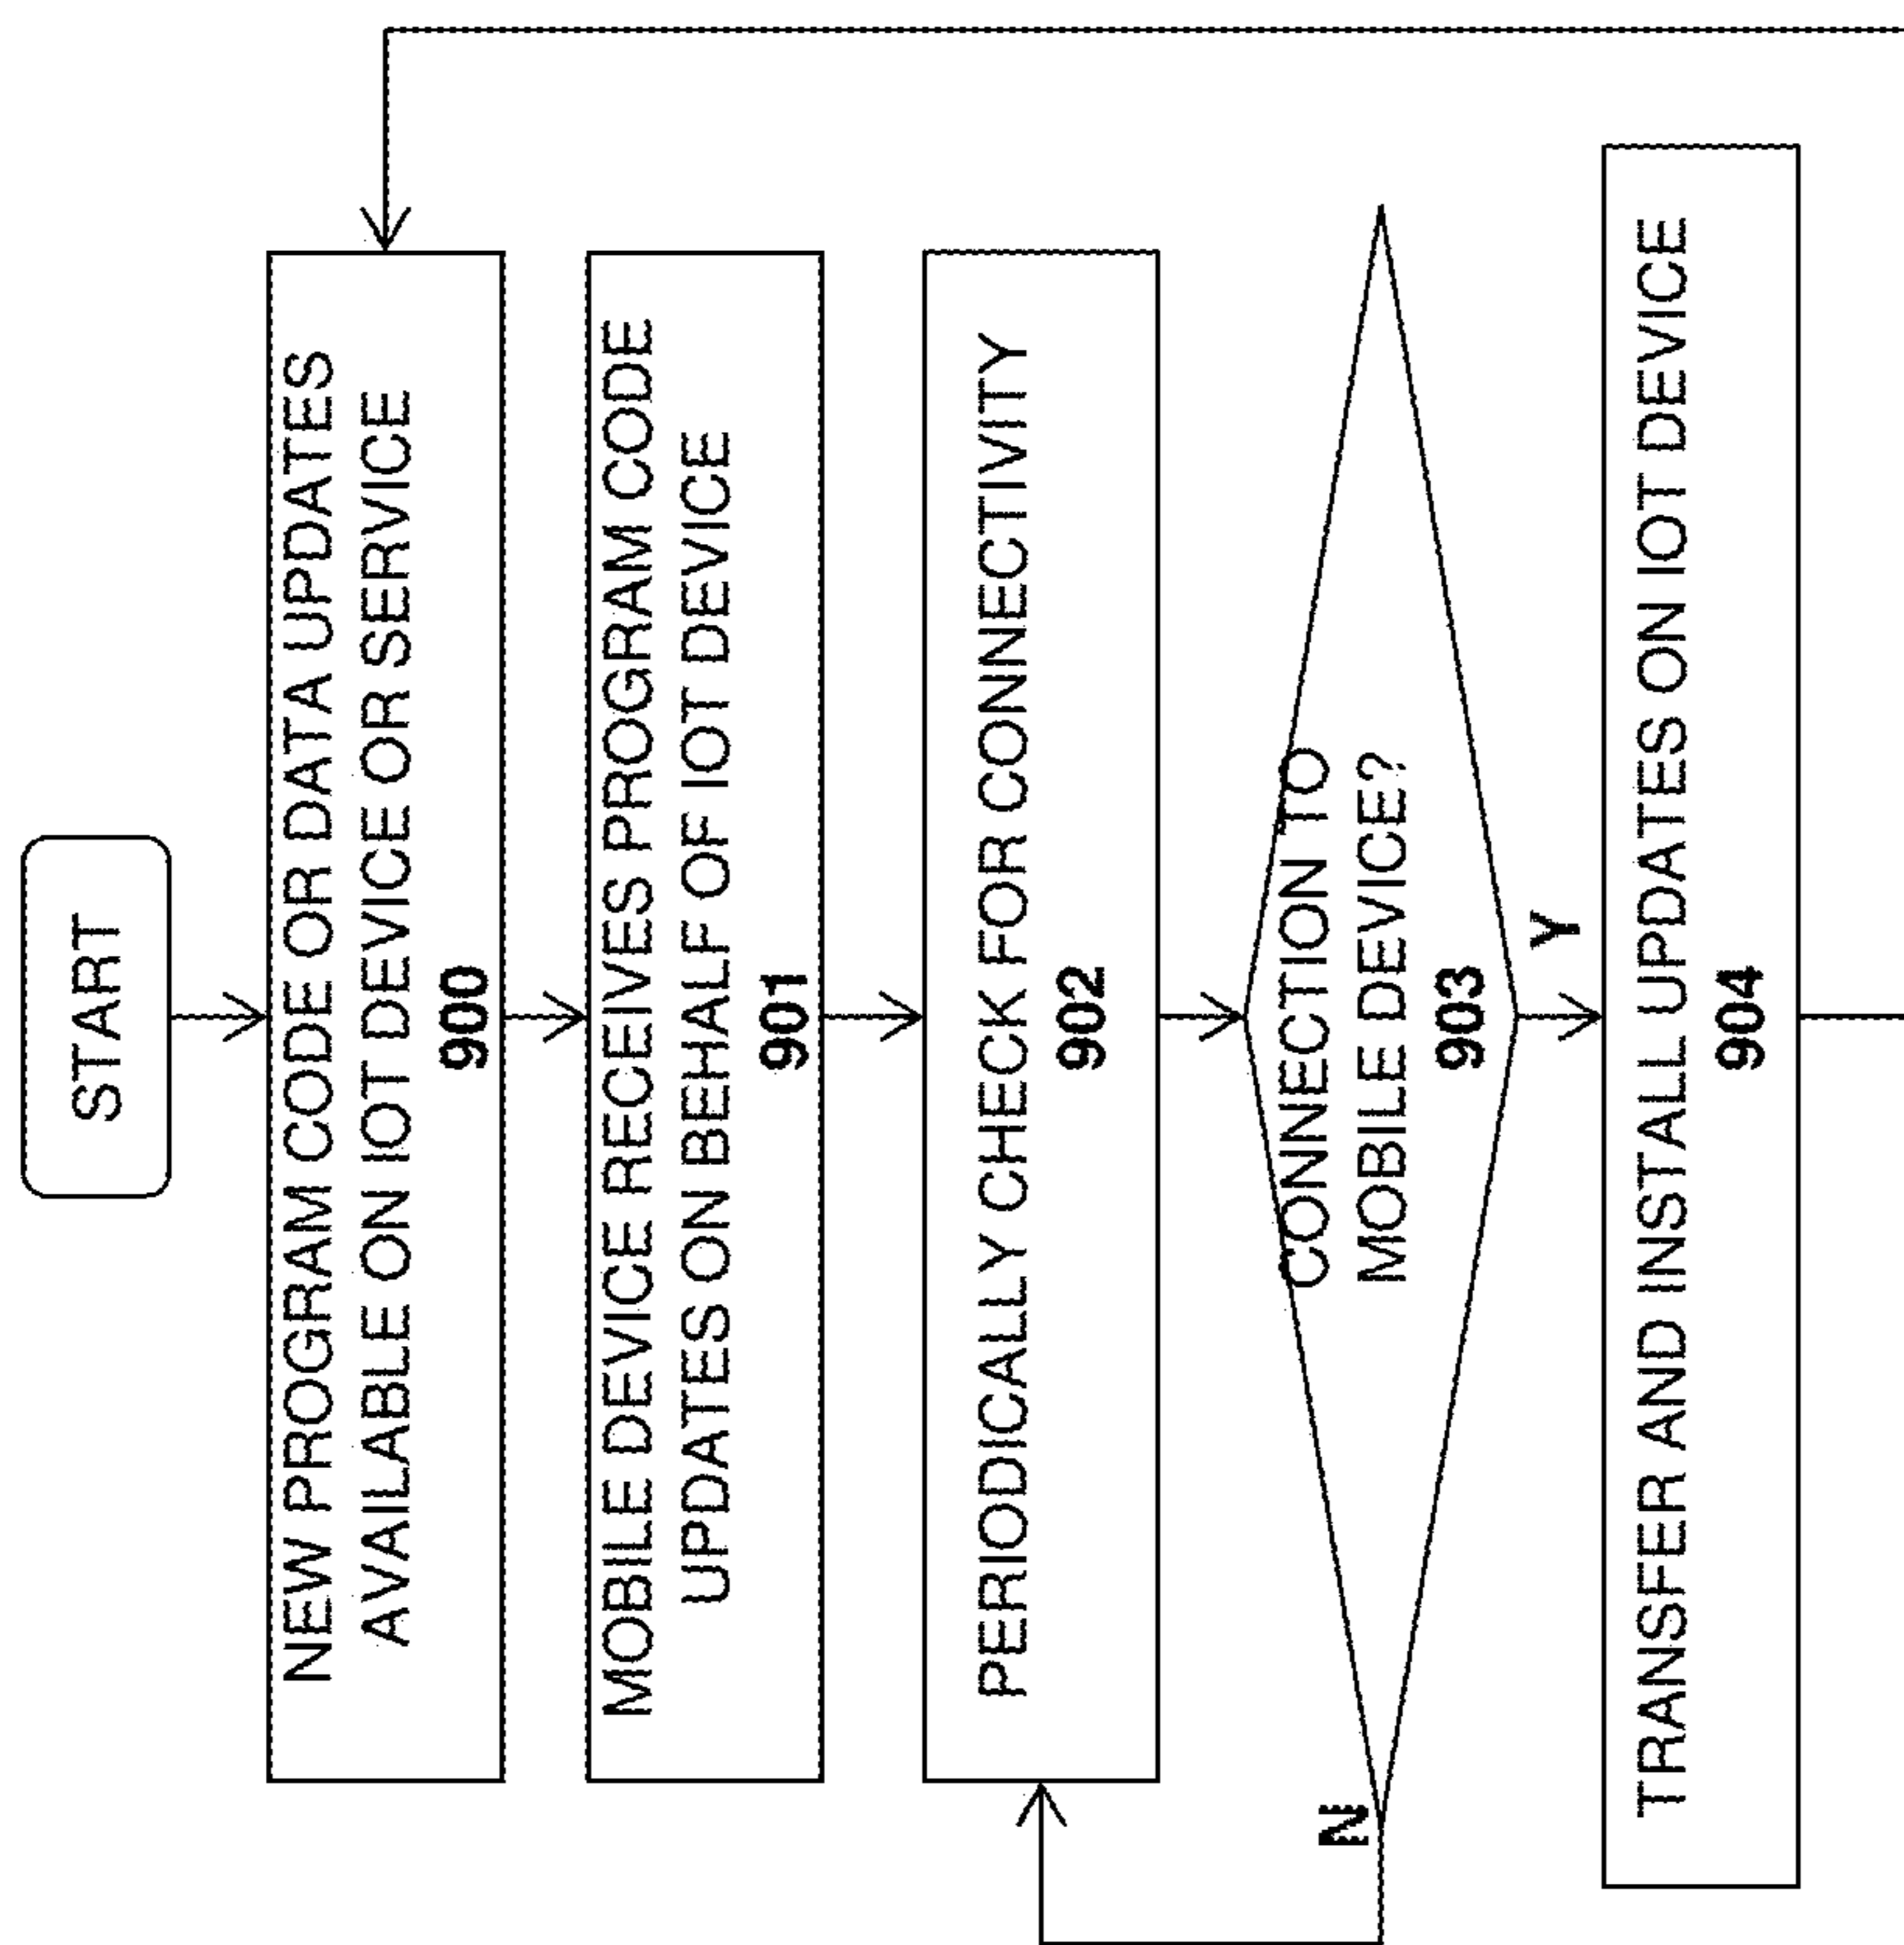 START
NEW PROGRAM CODE OR DATA UPDATES
AVAILABLE ON IOT DEVICE OR SERVICE
900
MOBILE DEVICE RECEIVES PROGRAM CODE
UPDATES ON BEHALF OF IOT DEVICE
901
PERIODICALLY CHECK FOR CONNECTIVITY
902
CONNECTION TO
MOBILE DEVICE?
903
N
Y
TRANSFER AND INSTALL UPDATES ON IOT DEVICE
904